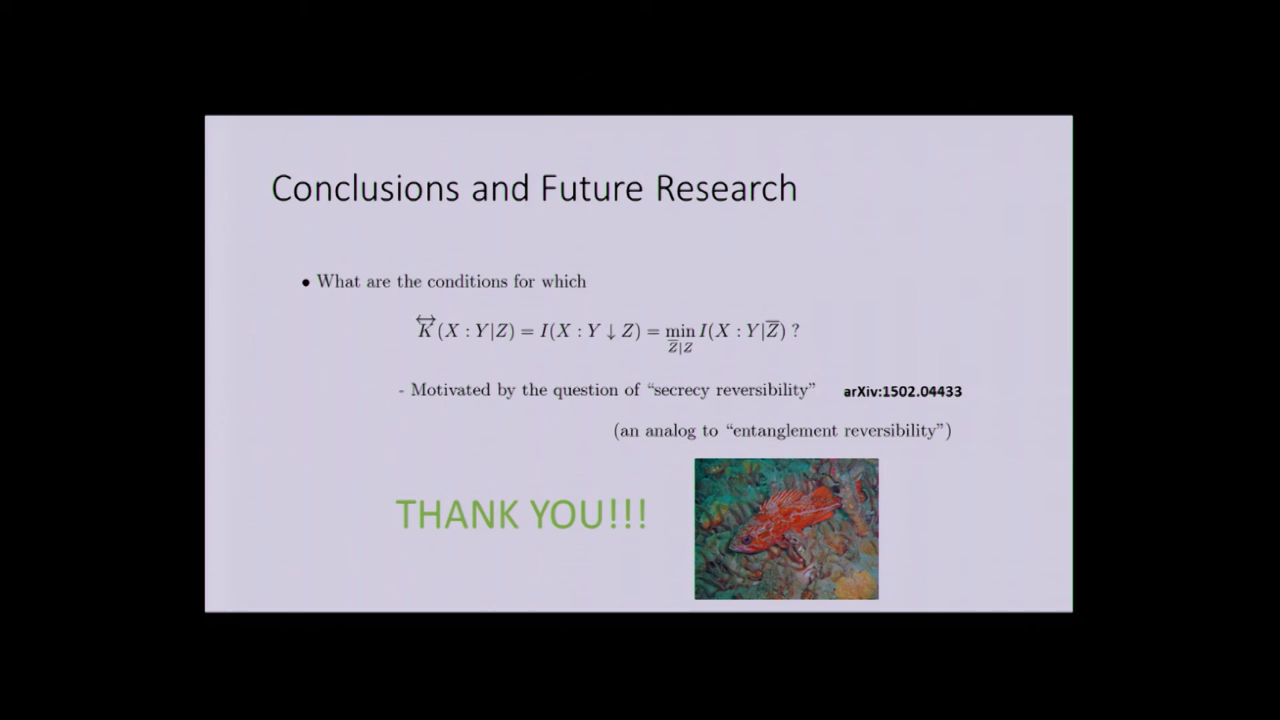 Conclusions and Future Research
• What are the conditions for which
K↔(X : Y|Z) = I(X : Y ↓ Z) = min_{Z̅|Z} I(X : Y|Z̅) ?
- Motivated by the question of “secrecy reversibility” arXiv:1502.04433
(an analog to “entanglement reversibility”)
THANK YOU!!!